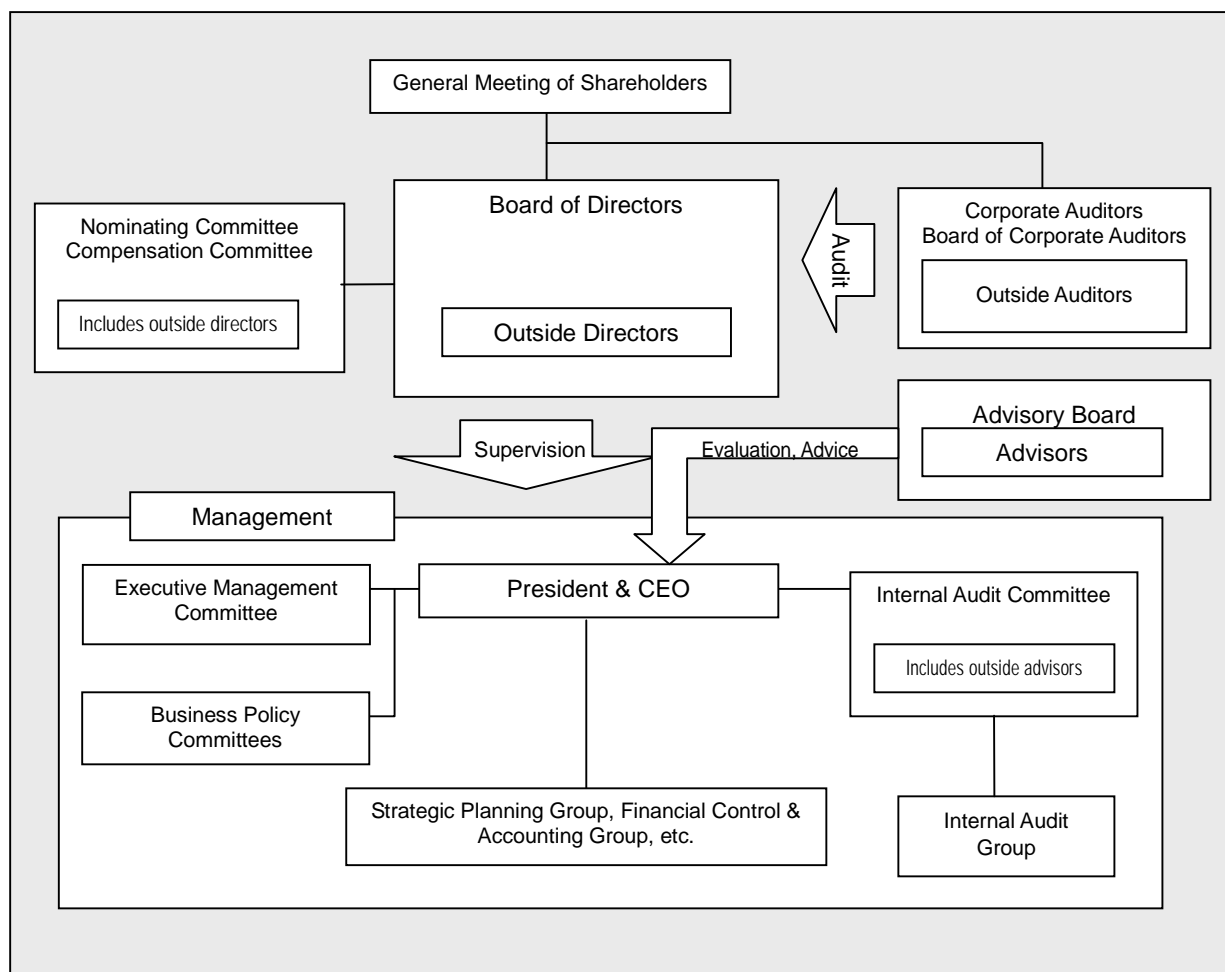 General Meeting of Shareholders
Board of Directors
Outside Directors
Nominating Committee
Compensation Committee
Includes outside directors
Audit
Corporate Auditors
Board of Corporate Auditors
Outside Auditors
Advisory Board
Advisors
Supervision
Evaluation, Advice
Management
Executive Management
Committee
President & CEO
Internal Audit Committee
Includes outside advisors
Business Policy
Committees
Strategic Planning Group, Financial Control &
Accounting Group, etc.
Internal Audit
Group